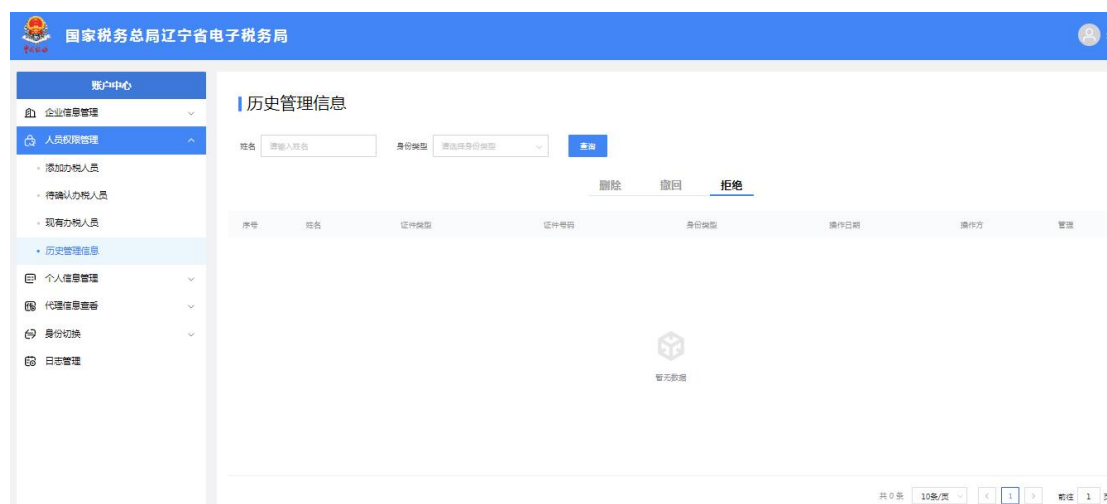 国家税务总局辽宁省电子税务局
账户中心
企业信息管理
人员权限管理
添加办税人员
待确认办税人员
现有办税人员
历史管理信息
个人信息管理
代理信息查看
身份切换
日志管理
历史管理信息
姓名 请输入姓名 身份类型 请选择身份类型 查询
删除 撤回 拒绝
序号 姓名 证件类型 证件号码 身份类型 操作日期 操作方 管理
暂无数据
共 0 条 10条/页 1 前往 1